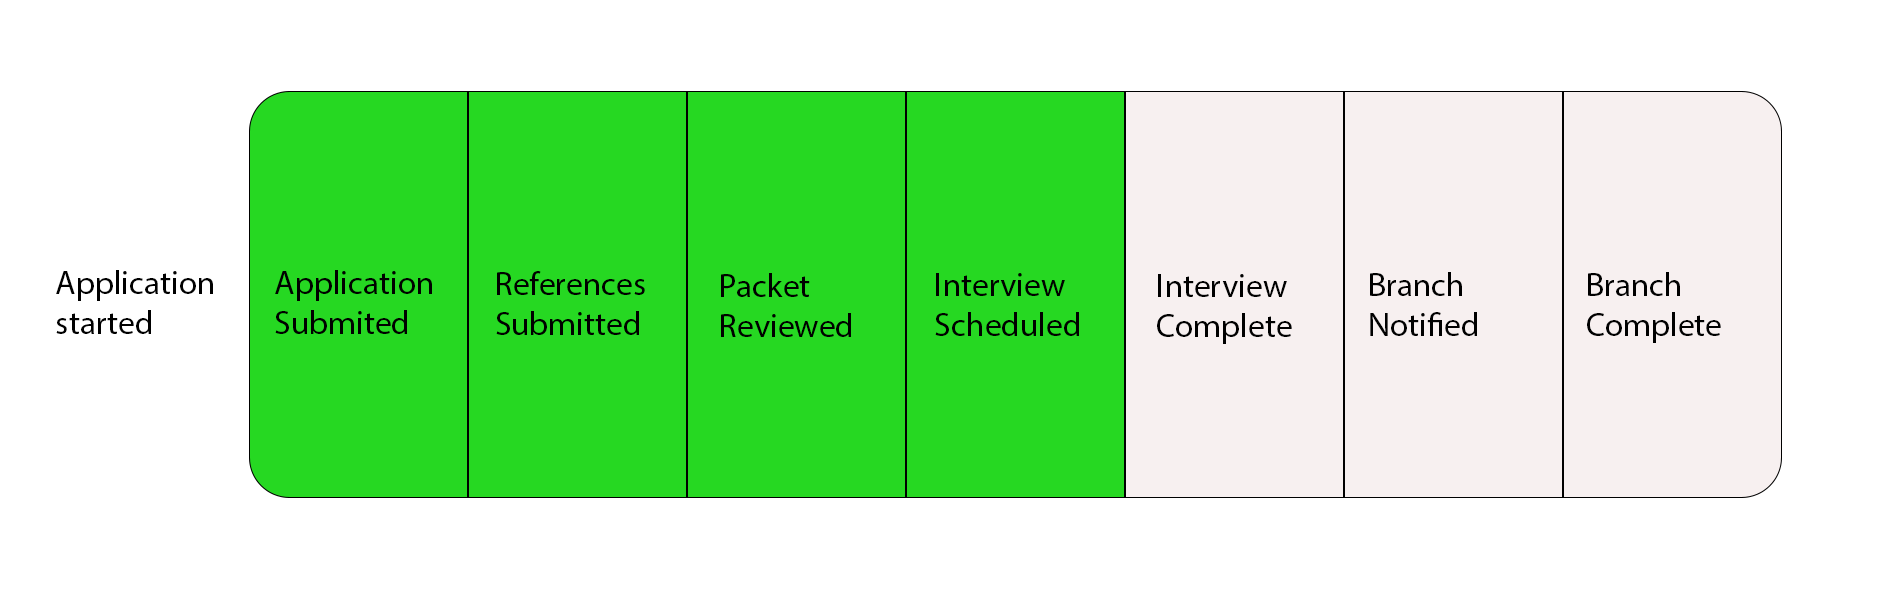 Application
started
Application
Submited
References
Submitted
Packet
Reviewed
Interview
Scheduled
Interview
Complete
Branch
Notified
Branch
Complete